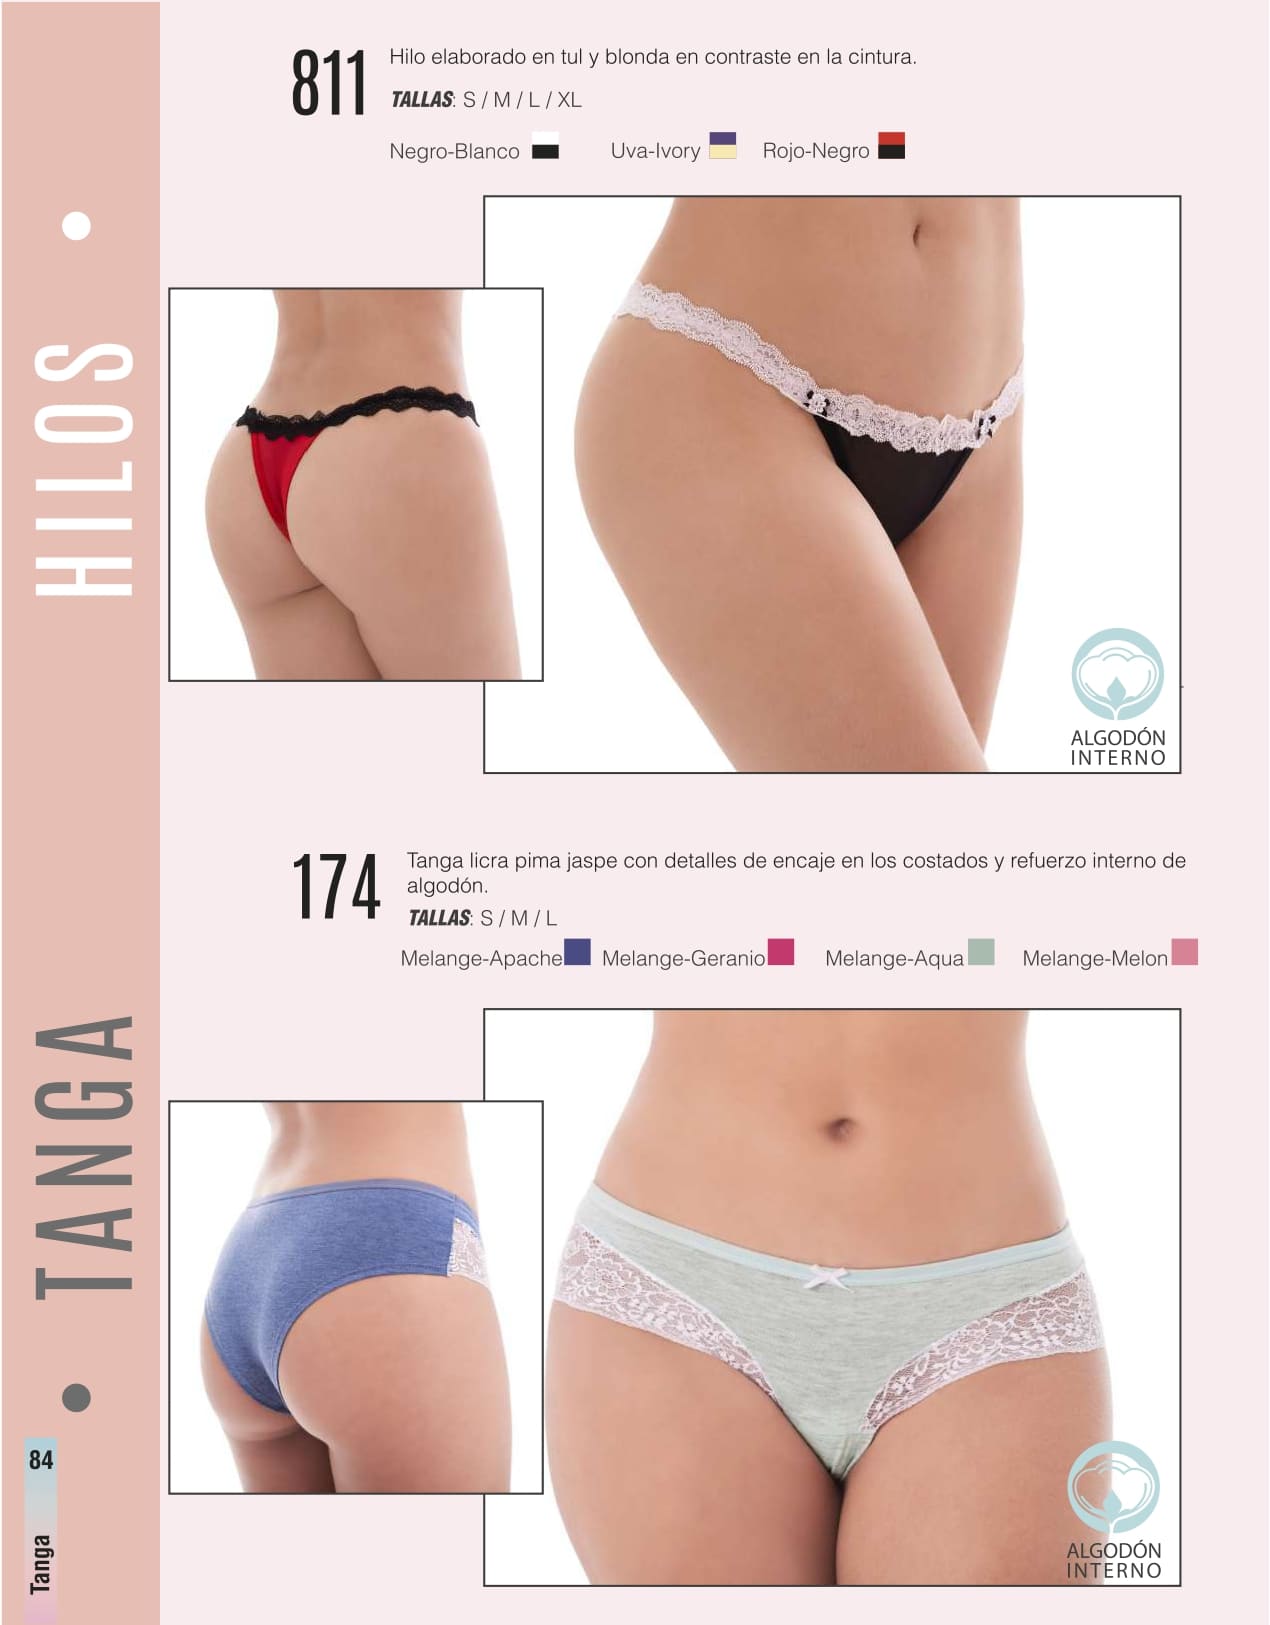 811
Hilo elaborado en tul y blonda en contraste en la cintura.
TALLAS: S / M / L / XL
Negro-Blanco Uva-Ivory Rojo-Negro
HILOS
ALGODÓN
INTERNO
174
Tanga licra pima jaspe con detalles de encaje en los costados y refuerzo interno de
algodón.
TALLAS: S / M / L
Melange-Apache Melange-Geranio Melange-Aqua Melange-Melon
TANGA
ALGODÓN
INTERNO
84
Tanga